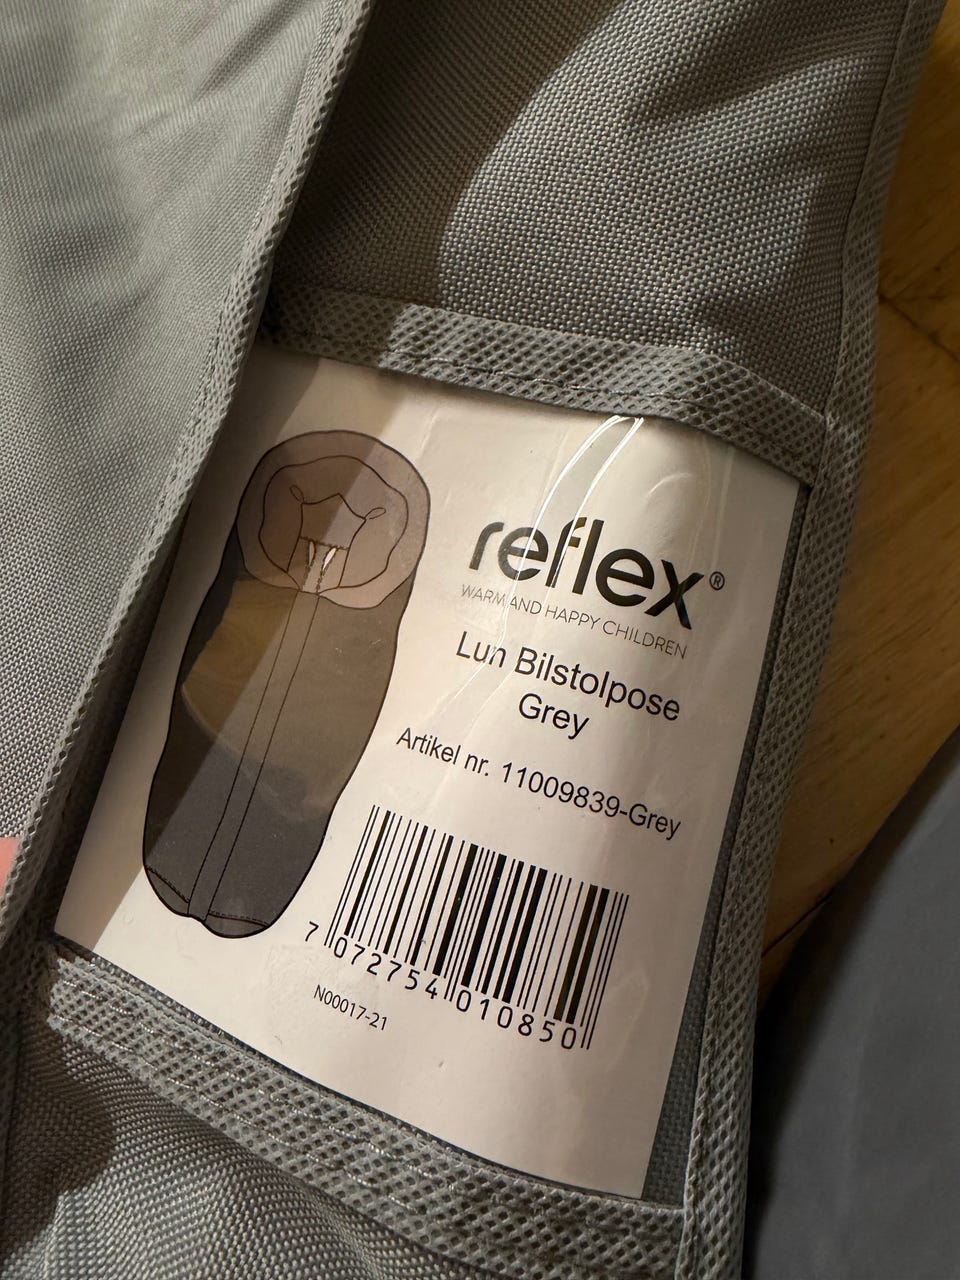 reflex®
WARM AND HAPPY CHILDREN
Lun Bilstolpose
Grey
Artikel nr. 11009839-Grey
7 072754 010850
N00017-21